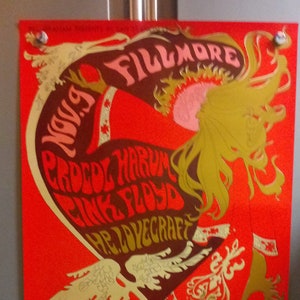 FILLMORE
NOV. 9
PROCOL HARUM
PINK FLOYD
H.P. LOVECRAFT